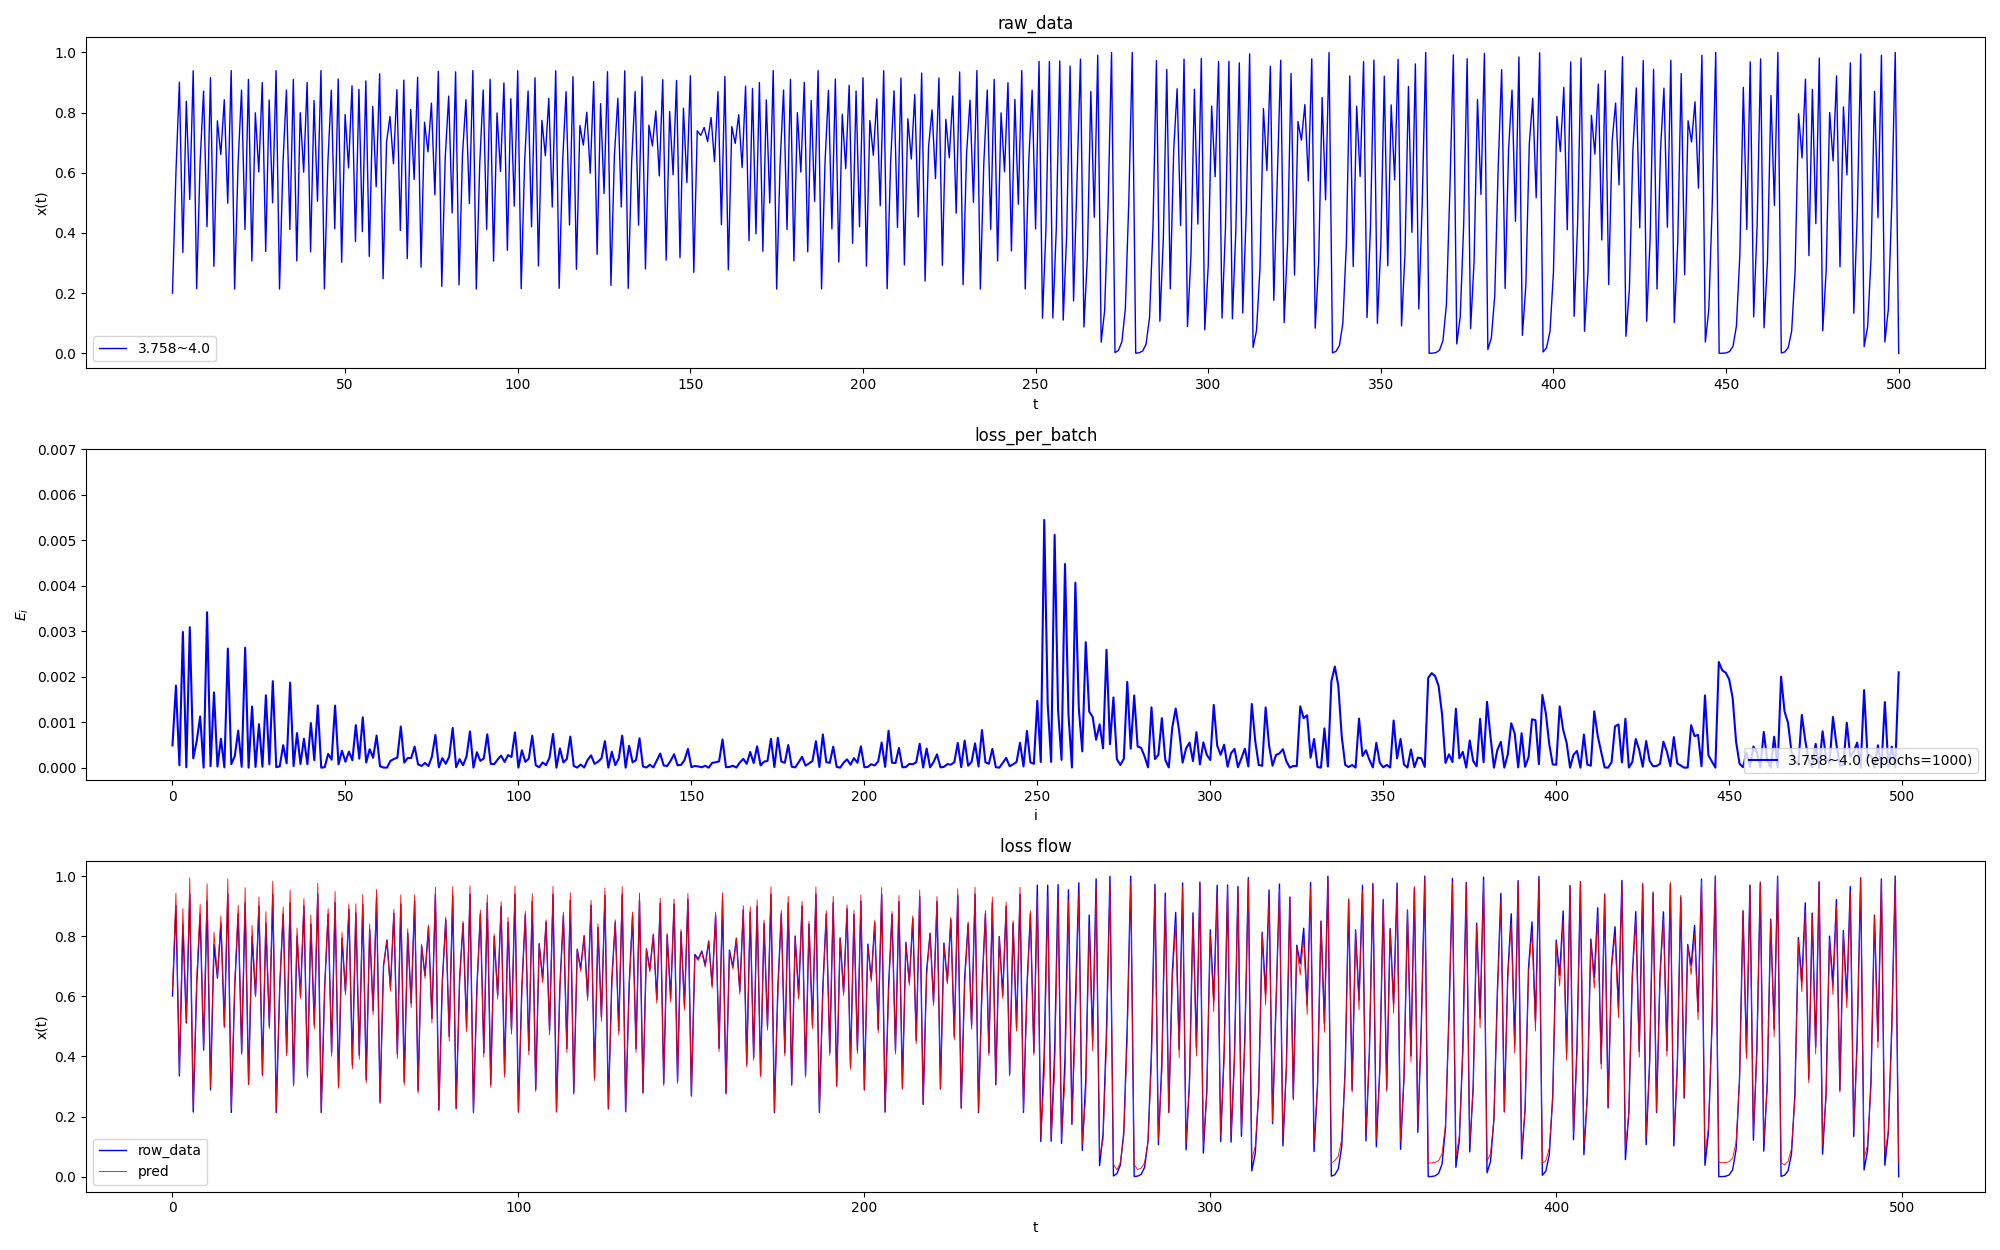 raw_data
1.0
0.8
0.6
0.4
0.2
0.0
x(t)
3.758~4.0
50 100 150 200 250 300 350 400 450 500
t
loss_per_batch
0.007
0.006
0.005
0.004
0.003
0.002
0.001
0.000
E_i
3.758~4.0 (epochs=1000)
0 50 100 150 200 250 300 350 400 450 500
i
loss flow
1.0
0.8
0.6
0.4
0.2
0.0
x(t)
row_data
pred
0 100 200 300 400 500
t